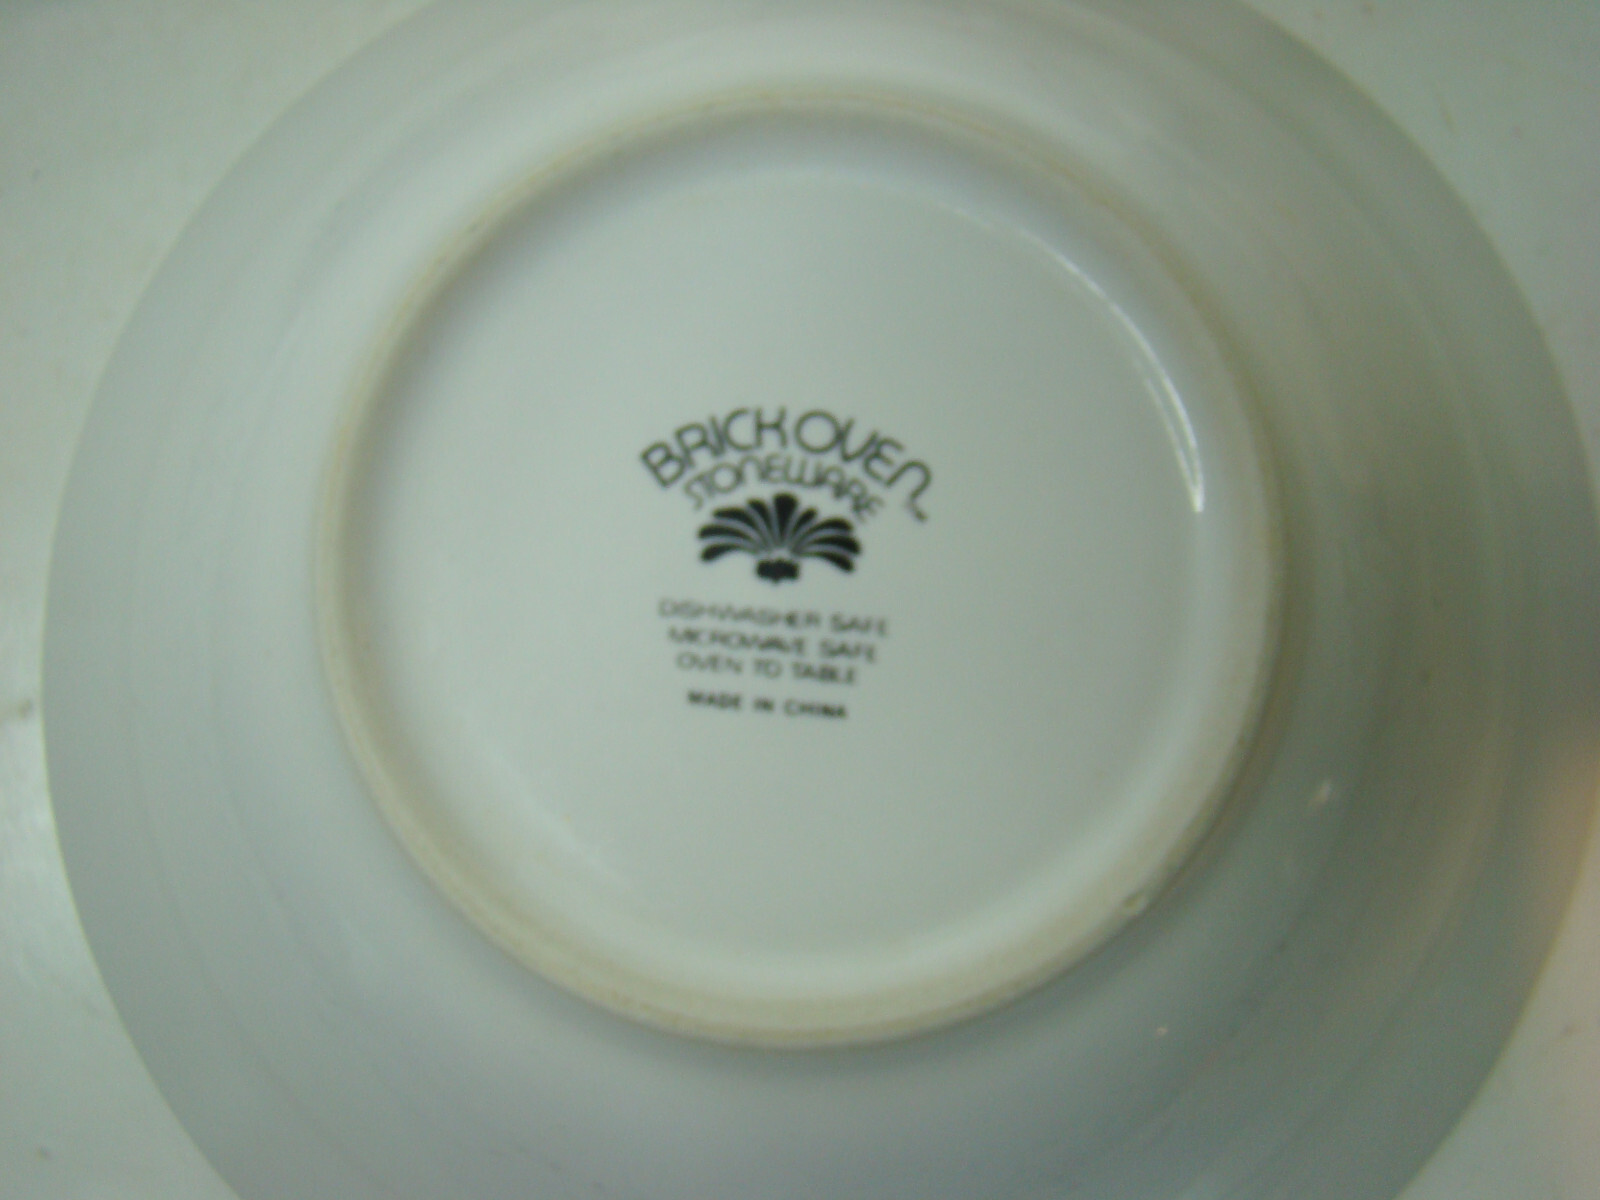 BRICK OVEN
STONEWARE
DISHWASHER SAFE
MICROWAVE SAFE
OVEN TO TABLE
MADE IN CHINA